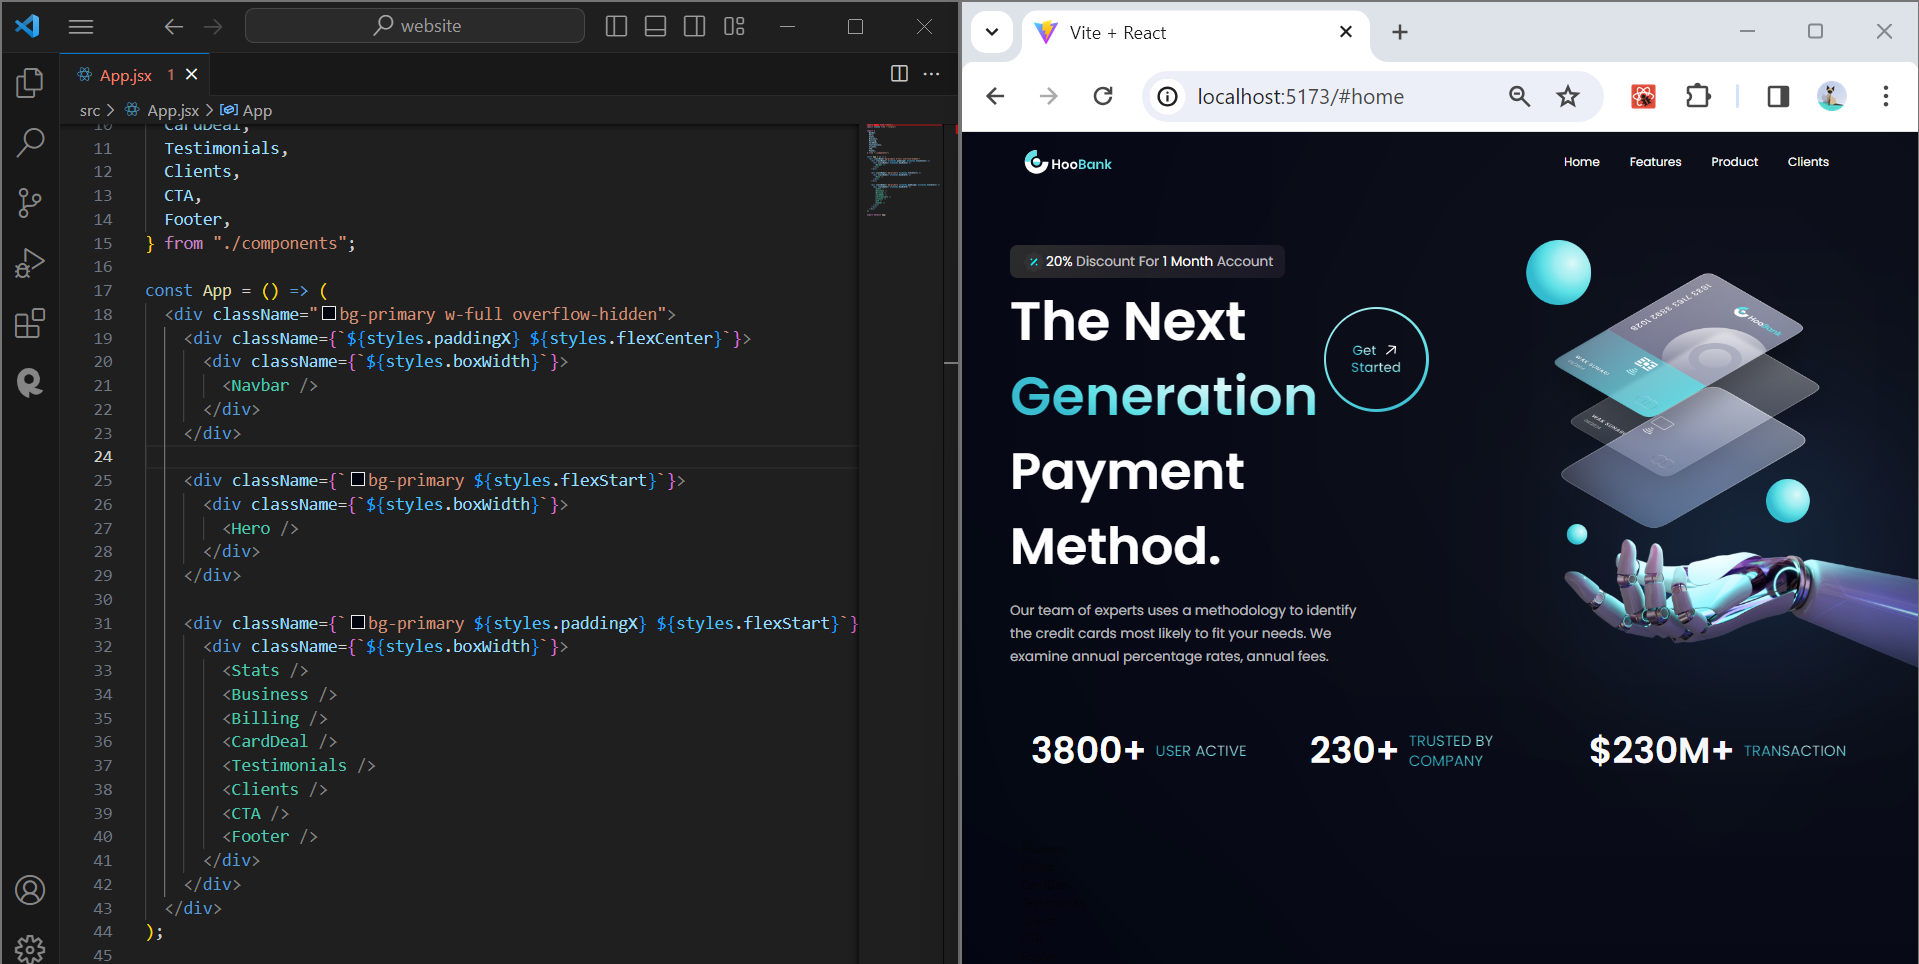 website
App.jsx 1
src > App.jsx > App
10 CardDeal,
11 Testimonials,
12 Clients,
13 CTA,
14 Footer,
15 } from "./components";
16
17 const App = () => (
18 <div className="bg-primary w-full overflow-hidden">
19 <div className={`${styles.paddingX} ${styles.flexCenter}`}>
20 <div className={`${styles.boxWidth}`}>
21 <Navbar />
22 </div>
23 </div>
24
25 <div className={`bg-primary ${styles.flexStart}`}>
26 <div className={`${styles.boxWidth}`}>
27 <Hero />
28 </div>
29 </div>
30
31 <div className={`bg-primary ${styles.paddingX} ${styles.flexStart}`}
32 <div className={`${styles.boxWidth}`}>
33 <Stats />
34 <Business />
35 <Billing />
36 <CardDeal />
37 <Testimonials />
38 <Clients />
39 <CTA />
40 <Footer />
41 </div>
42 </div>
43 </div>
44 );
45
Vite + React
localhost:5173/#home
HooBank
Home Features Product Clients
20% Discount For 1 Month Account
The Next
Generation
Payment
Method.
Get
Started
HooBank
Our team of experts uses a methodology to identify
the credit cards most likely to fit your needs. We
examine annual percentage rates, annual fees.
3800+ USER ACTIVE
230+ TRUSTED BY
COMPANY
$230M+ TRANSACTION